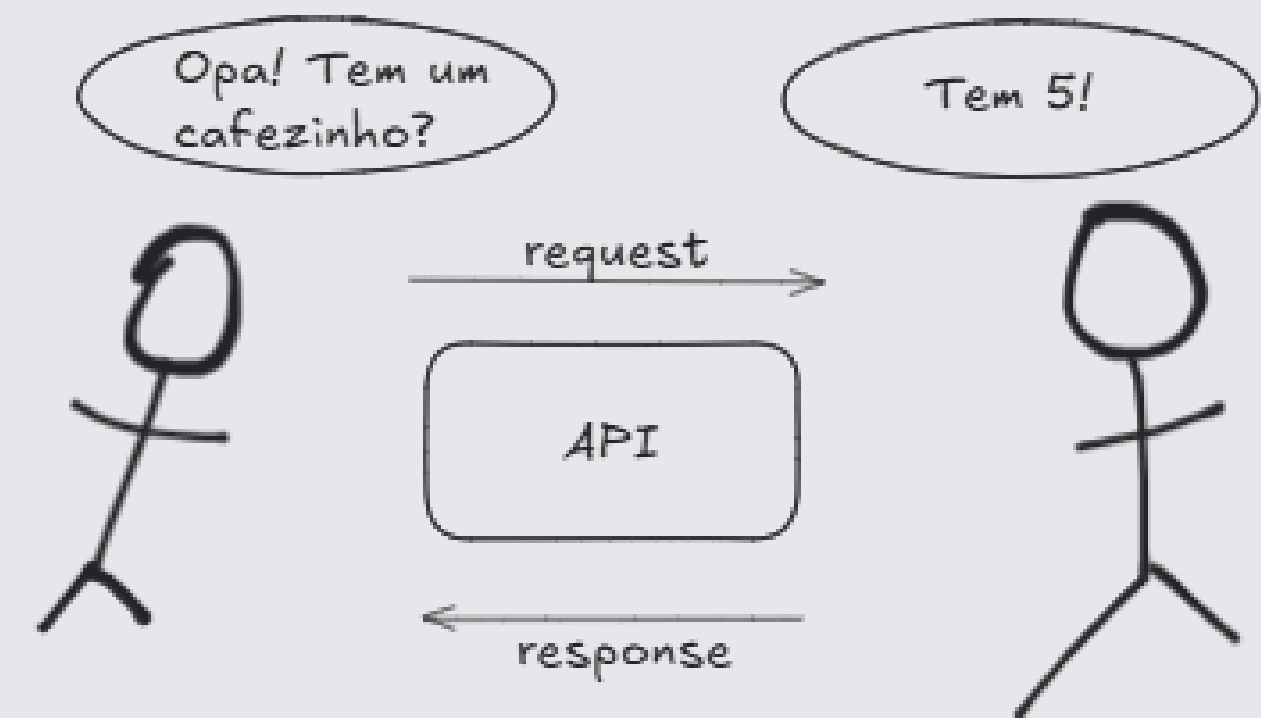 Opa! Tem um
cafezinho?
Tem 5!
request
API
response